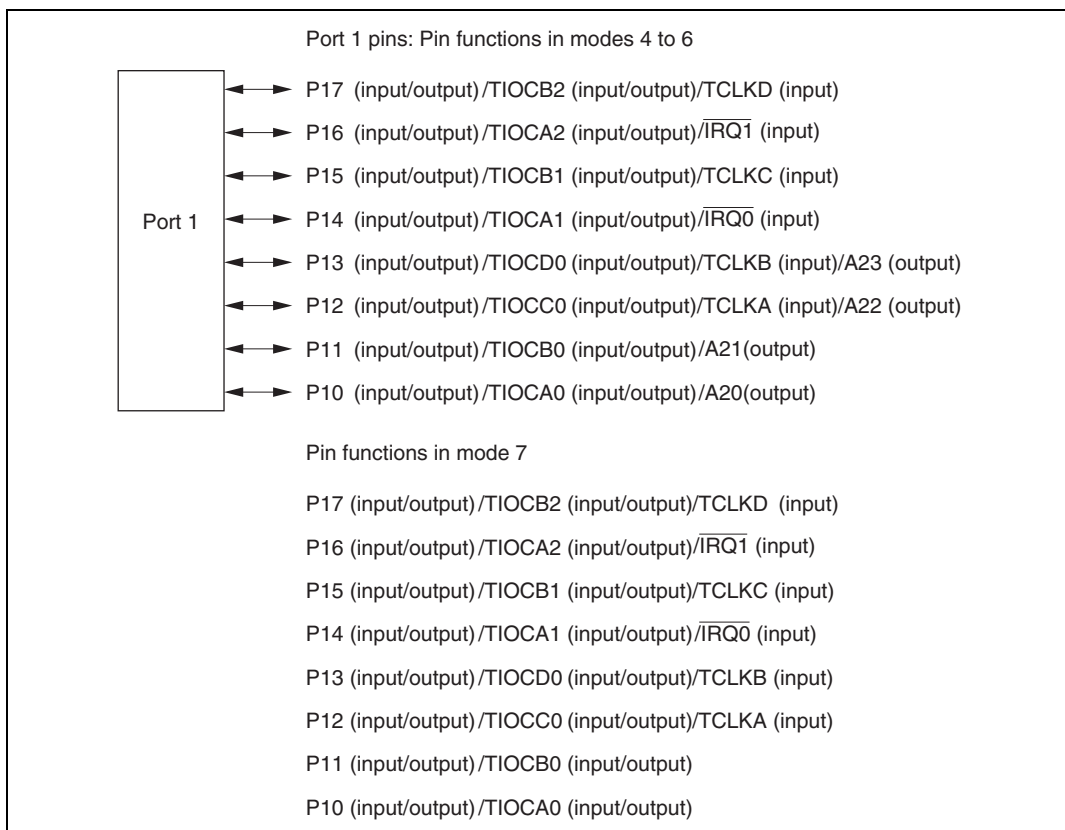 Port 1 pins: Pin functions in modes 4 to 6
P17 (input/output)/TIOCB2 (input/output)/TCLKD (input)
P16 (input/output)/TIOCA2 (input/output)/I̅R̅Q̅1̅ (input)
P15 (input/output)/TIOCB1 (input/output)/TCLKC (input)
Port 1
P14 (input/output)/TIOCA1 (input/output)/I̅R̅Q̅0̅ (input)
P13 (input/output)/TIOCD0 (input/output)/TCLKB (input)/A23 (output)
P12 (input/output)/TIOCC0 (input/output)/TCLKA (input)/A22 (output)
P11 (input/output)/TIOCB0 (input/output)/A21(output)
P10 (input/output)/TIOCA0 (input/output)/A20(output)
Pin functions in mode 7
P17 (input/output)/TIOCB2 (input/output)/TCLKD (input)
P16 (input/output)/TIOCA2 (input/output)/I̅R̅Q̅1̅ (input)
P15 (input/output)/TIOCB1 (input/output)/TCLKC (input)
P14 (input/output)/TIOCA1 (input/output)/I̅R̅Q̅0̅ (input)
P13 (input/output)/TIOCD0 (input/output)/TCLKB (input)
P12 (input/output)/TIOCC0 (input/output)/TCLKA (input)
P11 (input/output)/TIOCB0 (input/output)
P10 (input/output)/TIOCA0 (input/output)